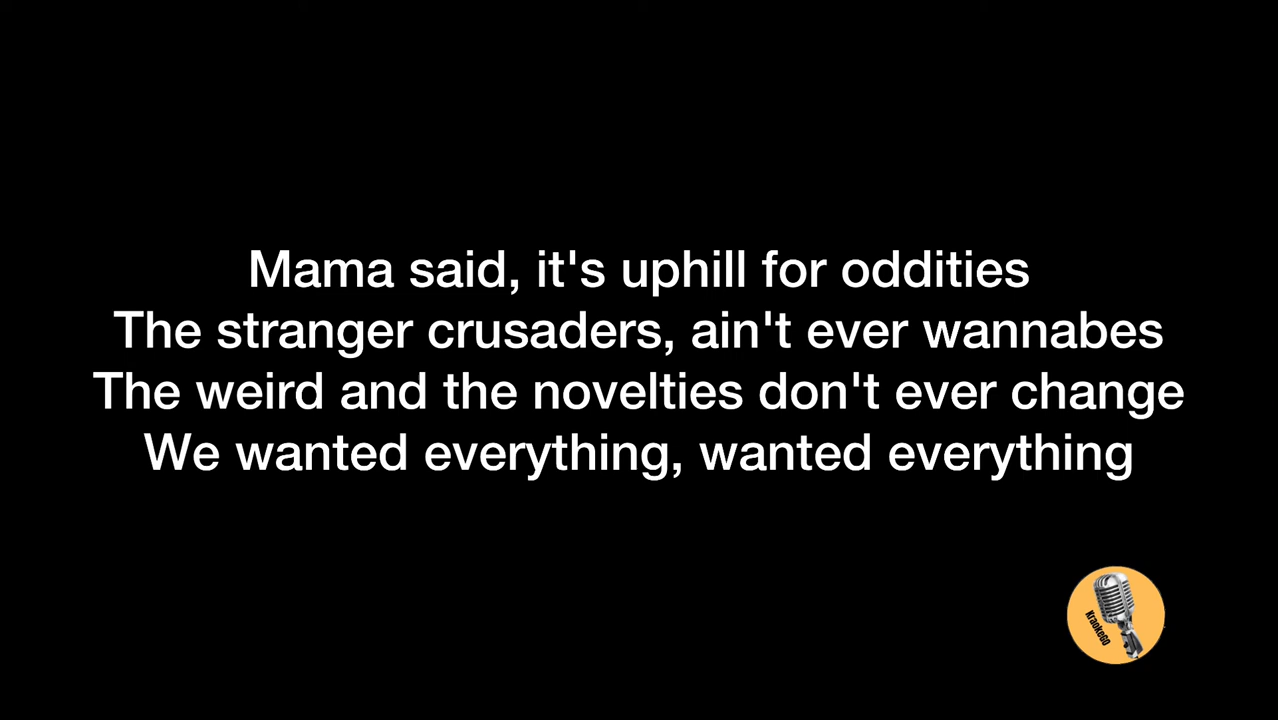 Mama said, it's uphill for oddities
The stranger crusaders, ain't ever wannabes
The weird and the novelties don't ever change
We wanted everything, wanted everything
KraokeGO